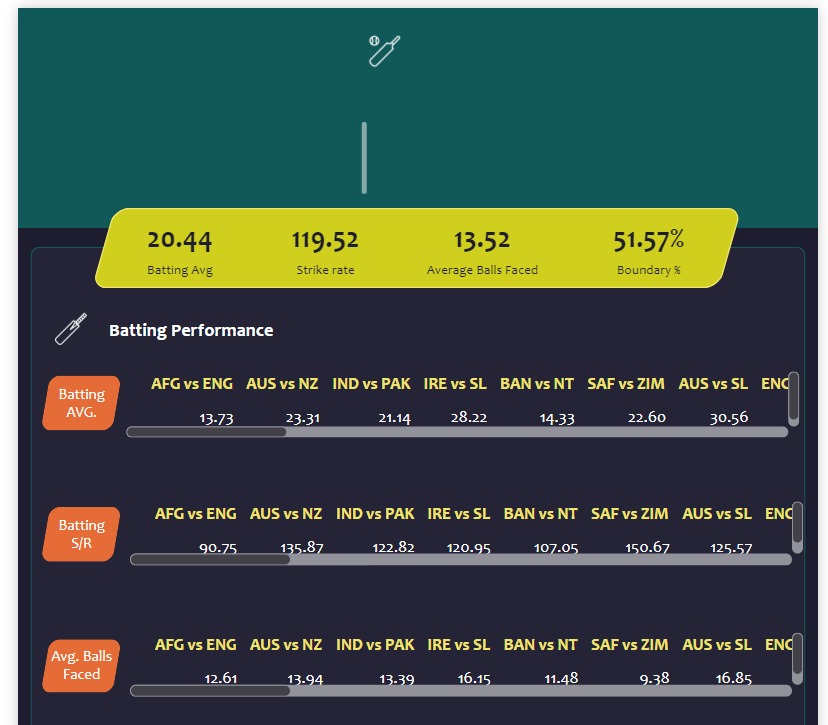 20.44 119.52 13.52 51.57%
Batting Avg Strike rate Average Balls Faced Boundary %
Batting Performance
Batting
AVG.
AFG vs ENG AUS vs NZ IND vs PAK IRE vs SL BAN vs NT SAF vs ZIM AUS vs SL ENG
13.73 23.31 21.14 28.22 14.33 22.60 30.56
Batting
S/R
AFG vs ENG AUS vs NZ IND vs PAK IRE vs SL BAN vs NT SAF vs ZIM AUS vs SL ENG
90.75 135.87 122.82 120.95 107.05 150.67 125.57
Avg. Balls
Faced
AFG vs ENG AUS vs NZ IND vs PAK IRE vs SL BAN vs NT SAF vs ZIM AUS vs SL ENG
12.61 13.94 13.39 16.15 11.48 9.38 16.85